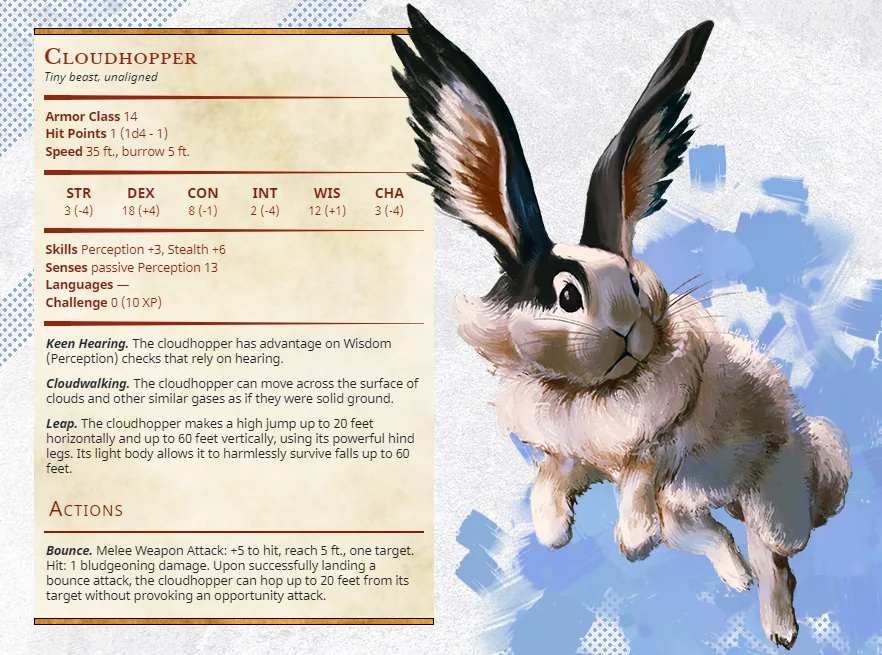 Cloudhopper
Tiny beast, unaligned
Armor Class 14
Hit Points 1 (1d4 - 1)
Speed 35 ft., burrow 5 ft.
STR DEX CON INT WIS CHA
3 (-4) 18 (+4) 8 (-1) 2 (-4) 12 (+1) 3 (-4)
Skills Perception +3, Stealth +6
Senses passive Perception 13
Languages —
Challenge 0 (10 XP)
Keen Hearing. The cloudhopper has advantage on Wisdom
(Perception) checks that rely on hearing.
Cloudwalking. The cloudhopper can move across the surface of
clouds and other similar gases as if they were solid ground.
Leap. The cloudhopper makes a high jump up to 20 feet
horizontally and up to 60 feet vertically, using its powerful hind
legs. Its light body allows it to harmlessly survive falls up to 60
feet.
Actions
Bounce. Melee Weapon Attack: +5 to hit, reach 5 ft., one target.
Hit: 1 bludgeoning damage. Upon successfully landing a
bounce attack, the cloudhopper can hop up to 20 feet from its
target without provoking an opportunity attack.